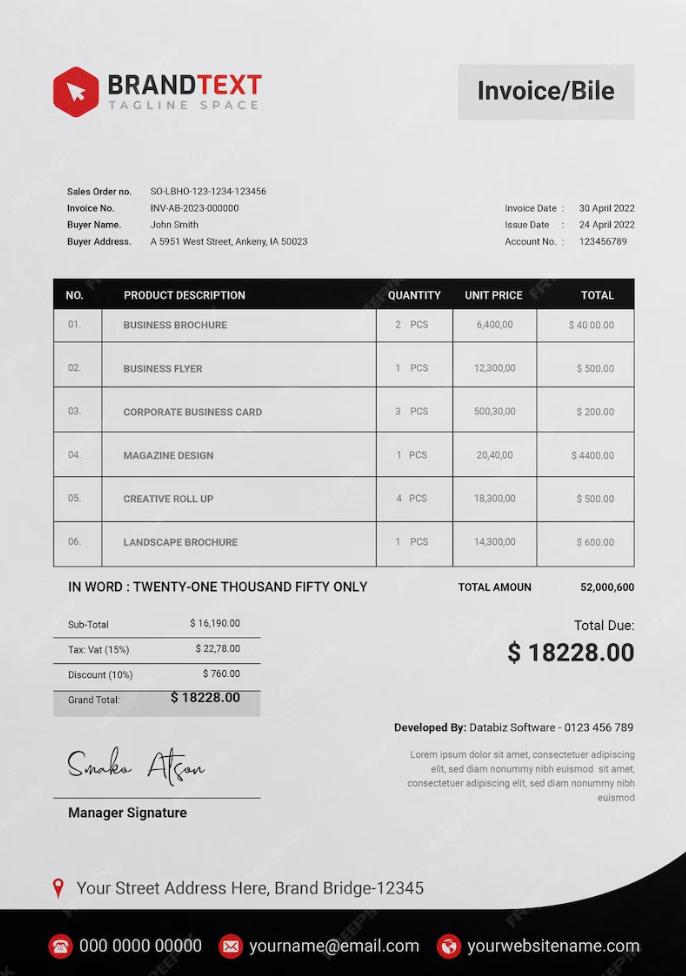 BRANDTEXT
TAGLINE SPACE
Invoice/Bile
Sales Order no. SO-LBHO-123-1234-123456
Invoice No. INV-AB-2023-000000
Buyer Name. John Smith
Buyer Address. A 5951 West Street, Ankeny, IA 50023
Invoice Date : 30 April 2022
Issue Date : 24 April 2022
Account No. : 123456789
NO. PRODUCT DESCRIPTION QUANTITY UNIT PRICE TOTAL
01. BUSINESS BROCHURE 2 PCS 6,400,00 $ 40 00.00
02. BUSINESS FLYER 1 PCS 12,300,00 $ 500.00
03. CORPORATE BUSINESS CARD 3 PCS 500,30,00 $ 200.00
04. MAGAZINE DESIGN 1 PCS 20,40,00 $ 4400.00
05. CREATIVE ROLL UP 4 PCS 18,300,00 $ 500.00
06. LANDSCAPE BROCHURE 1 PCS 14,300,00 $ 600.00
IN WORD : TWENTY-ONE THOUSAND FIFTY ONLY TOTAL AMOUN 52,000,600
Sub-Total $ 16,190.00
Tax: Vat (15%) $ 22,78.00
Discount (10%) $ 760.00
Grand Total: $ 18228.00
Total Due:
$ 18228.00
Developed By: Databiz Software - 0123 456 789
Lorem ipsum dolor sit amet, consectetuer adipiscing
elit, sed diam nonummy nibh euismod sit amet,
consectetuer adipiscing elit, sed diam nonummy nibh
euismod
Smako Atson
Manager Signature
Your Street Address Here, Brand Bridge-12345
000 0000 00000 yourname@email.com yourwebsitename.com